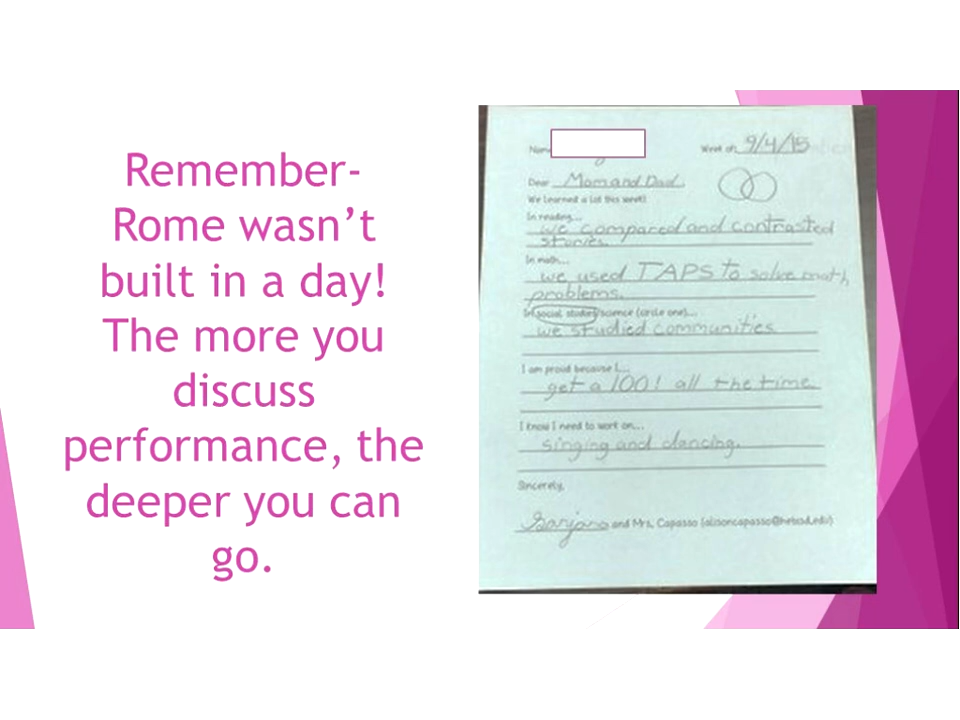 Remember-
Rome wasn't
built in a day!
The more you
discuss
performance, the
deeper you can
go.
Name
Week of: 9/4/15
Dear Mom and Dad,
We learned a lot this week!
In reading...
we compared and contrasted
stories.
In math...
we used TAPS to solve math
problems.
In social studies/science (circle one)...
we studied communities
I am proud because I...
get a 100! all the time
I know I need to work on...
singing and dancing.
Sincerely,
and Mrs. Capasso